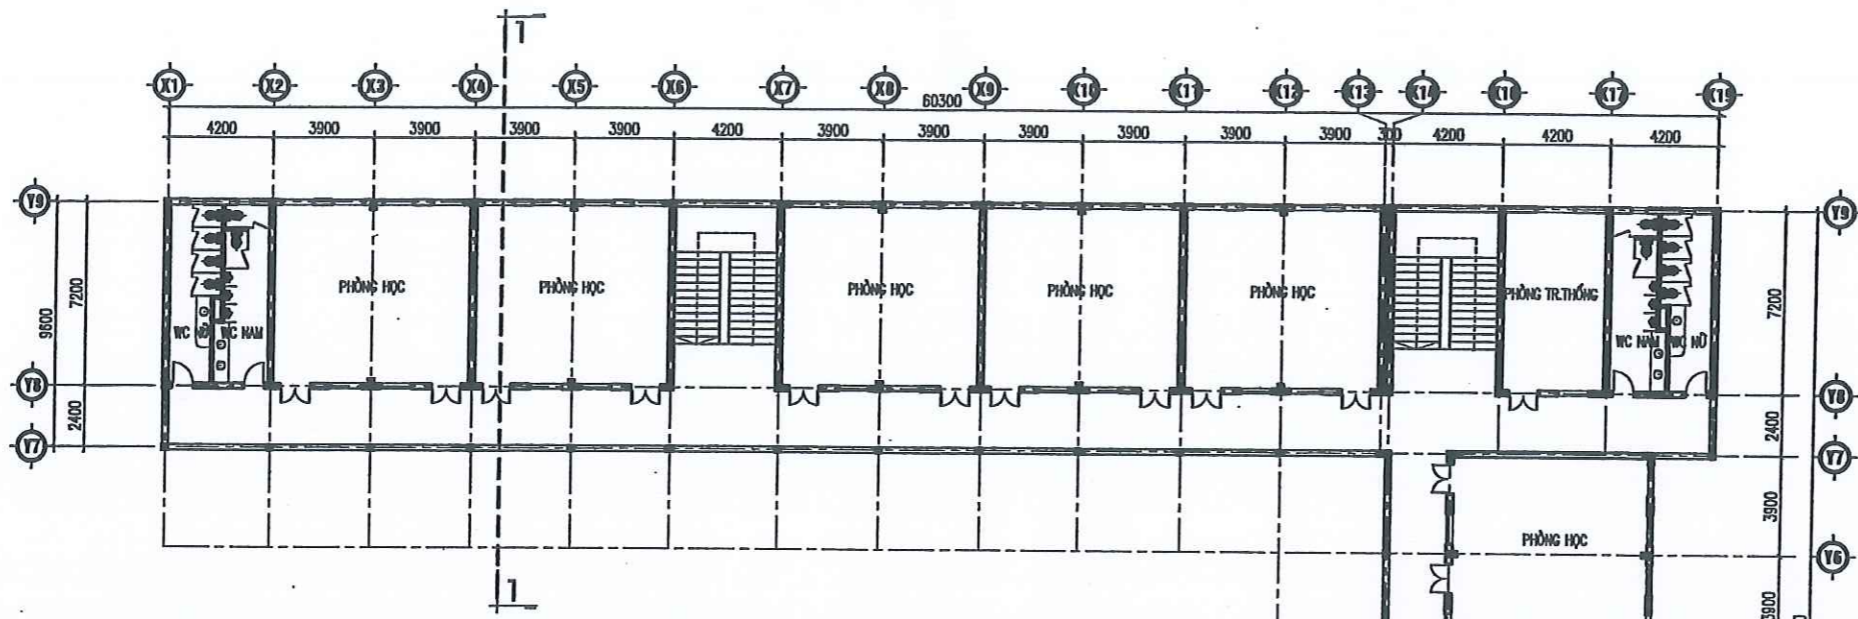 1
X1 X2 X3 X4 X5 X6 X7 X8 X9 X10 X11 X12 X13 X14 X16 X17 X19
60300
4200 3900 3900 3900 3900 4200 3900 3900 3900 3900 3900 3900 300 4200 4200 4200
Y9 Y9
9600 7200 7200
PHÒNG HỌC PHÒNG HỌC PHÒNG HỌC PHÒNG HỌC PHÒNG HỌC PHÒNG TR.THỐNG
WC NỮ WC NAM WC NAM WC NỮ
Y8 Y8
2400 2400
Y7 Y7
3900
PHÒNG HỌC
Y6
1
3900